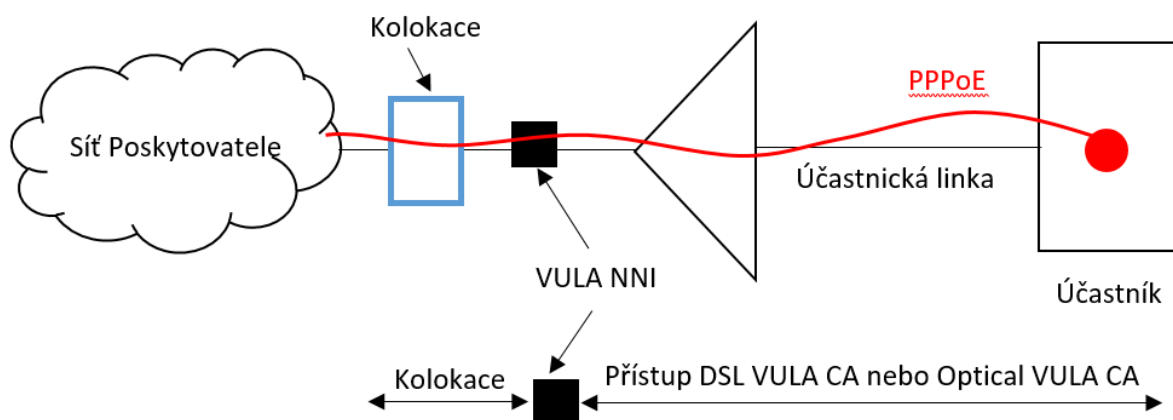 Kolokace
PPPoE
Síť Poskytovatele
Účastnická linka
VULA NNI
Účastník
Kolokace
Přístup DSL VULA CA nebo Optical VULA CA